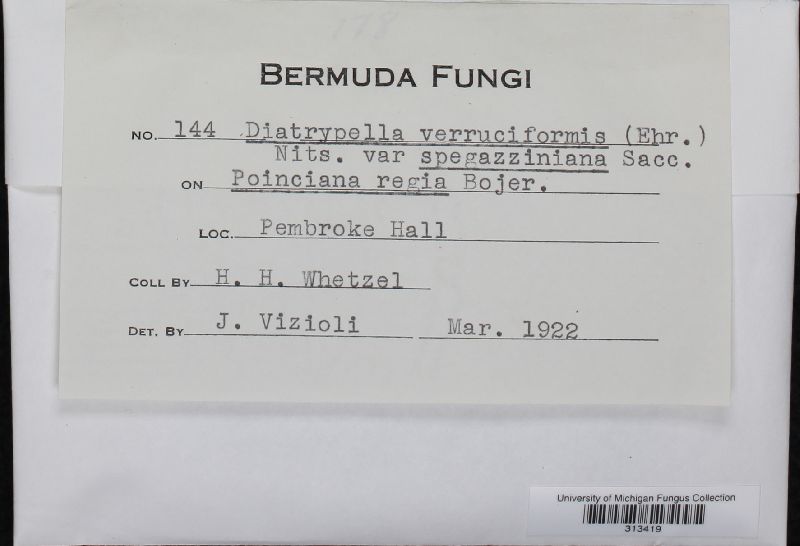 178
BERMUDA FUNGI
NO. 144 Diatrypella verruciformis (Ehr.)
Nits. var spegazziniana Sacc.
ON Poinciana regia Bojer.
LOC. Pembroke Hall
COLL BY H. H. Whetzel
DET. BY J. Vizioli Mar. 1922
University of Michigan Fungus Collection
313419